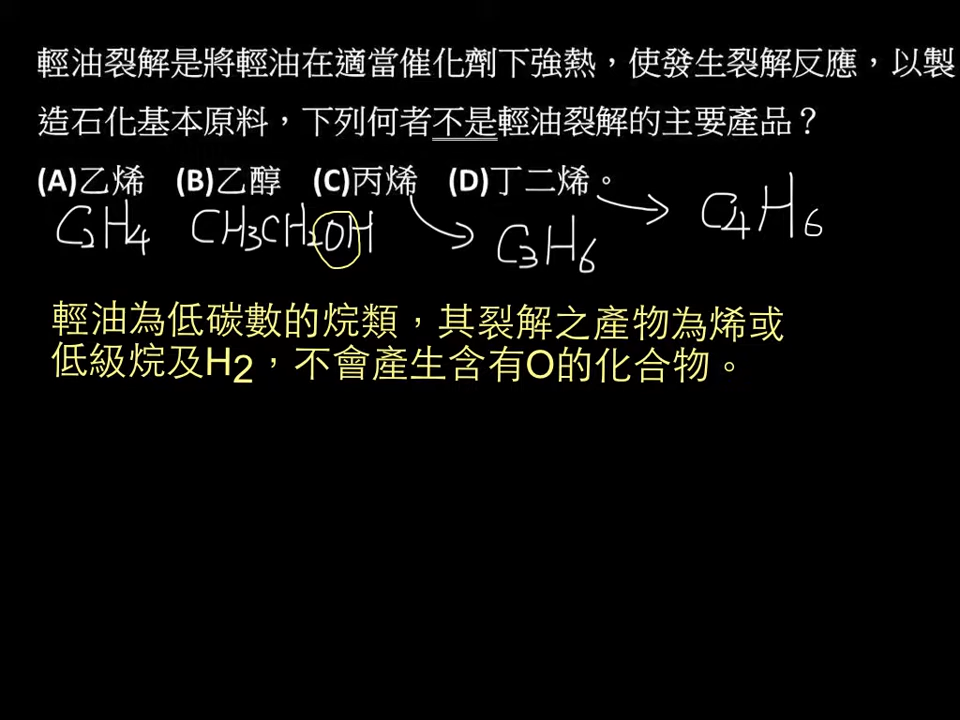 輕油裂解是將輕油在適當催化劑下強熱，使發生裂解反應，以製
造石化基本原料，下列何者不是輕油裂解的主要產品？
(A)乙烯 (B)乙醇 (C)丙烯 (D)丁二烯。
C2H4 CH3CH2OH C3H6 C4H6
輕油為低碳數的烷類，其裂解之產物為烯或
低級烷及H2，不會產生含有O的化合物。